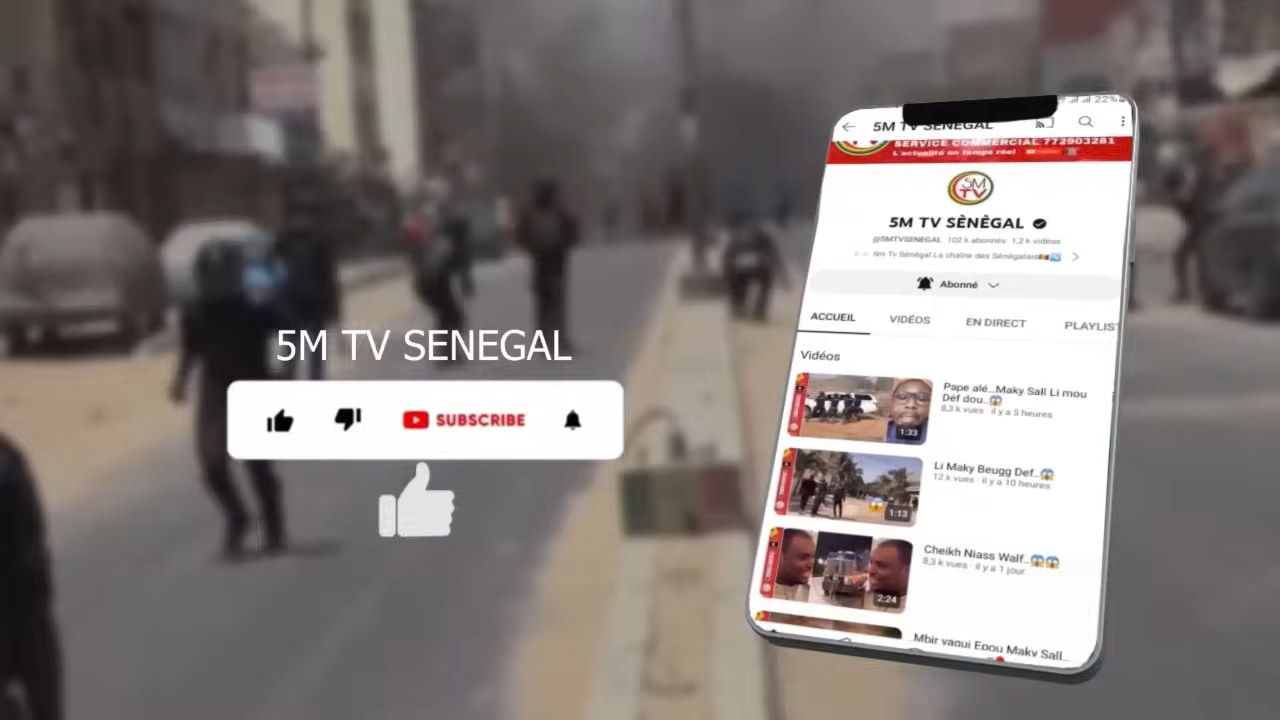 5M TV SENEGAL
SUBSCRIBE
22%
5M TV SENEGAL
SERVICE COMMERCIAL 772903281
L'actualité en temps réel
5M
TV
5M TV SÈNÈGAL
@5MTVSENEGAL 102 k abonnés 1,2 k vidéos
5m Tv Sénégal La chaîne des Sénégalais
Abonné
ACCUEIL VIDÉOS EN DIRECT PLAYLIST
Vidéos
Pape alé...Maky Sall Li mou
Déf dou..😱
8,3 k vues · il y a 5 heures
1:33
Li Maky Beugg Def..😱
12 k vues · il y a 10 heures
1:13
Cheikh Niass Walf..😱😱
8,3 k vues · il y a 1 jour
2:24
Mbir yaqui Epou Maky Sall..